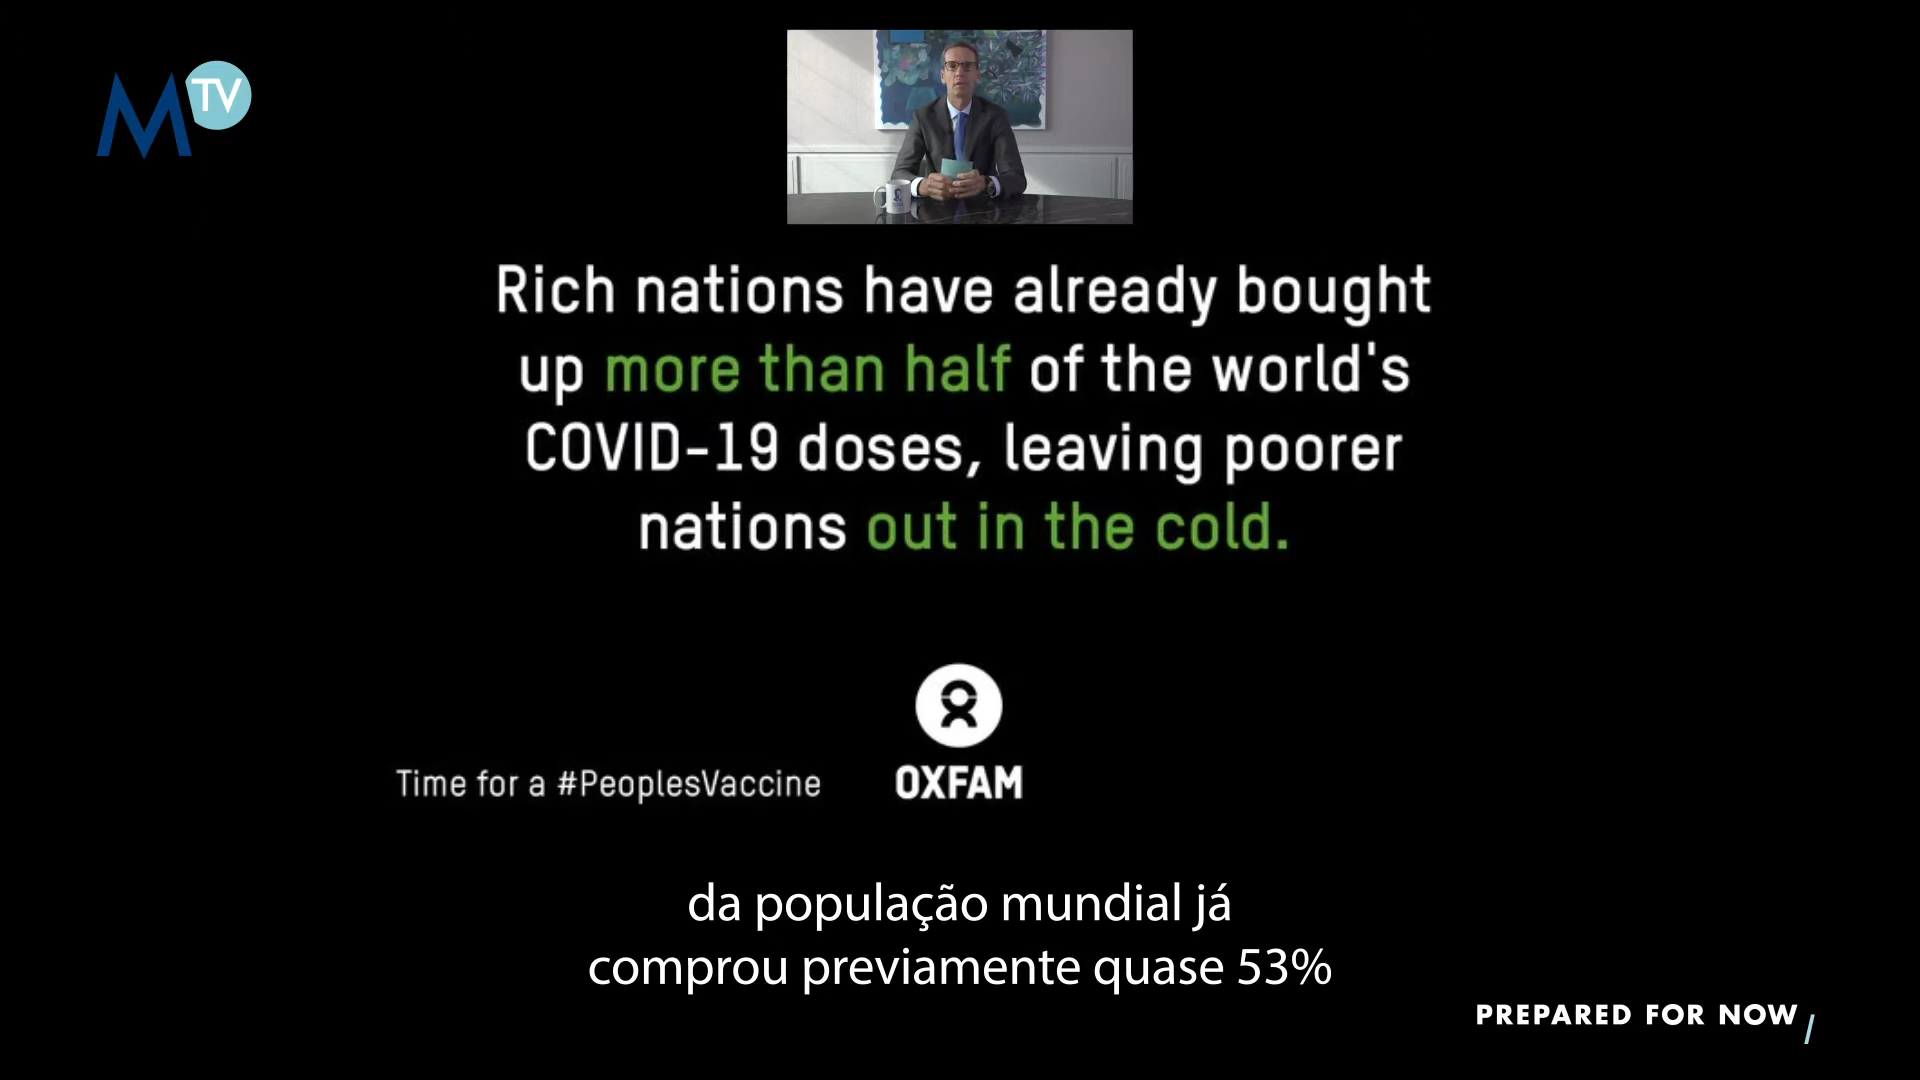 M TV
Rich nations have already bought
up more than half of the world's
COVID-19 doses, leaving poorer
nations out in the cold.
Time for a #PeoplesVaccine
OXFAM
da população mundial já
comprou previamente quase 53%
PREPARED FOR NOW /